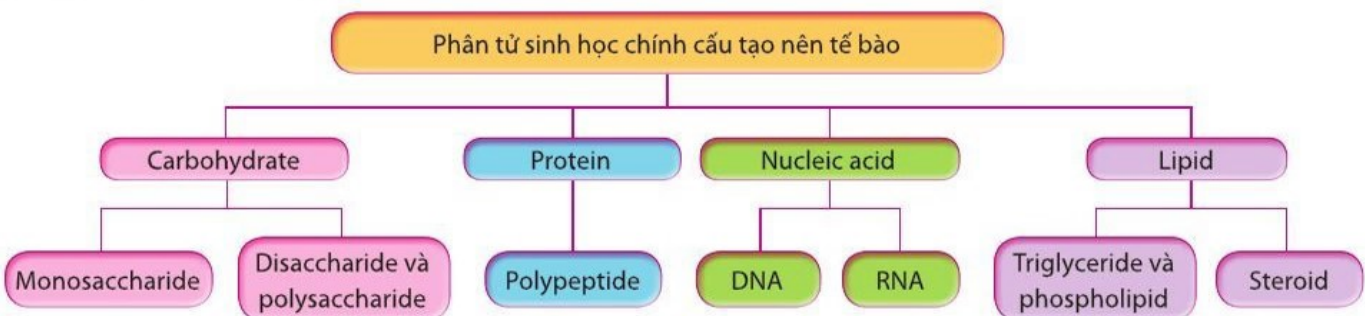 Phân tử sinh học chính cấu tạo nên tế bào
Carbohydrate
Protein
Nucleic acid
Lipid
Monosaccharide
Disaccharide và
polysaccharide
Polypeptide
DNA
RNA
Triglyceride và
phospholipid
Steroid